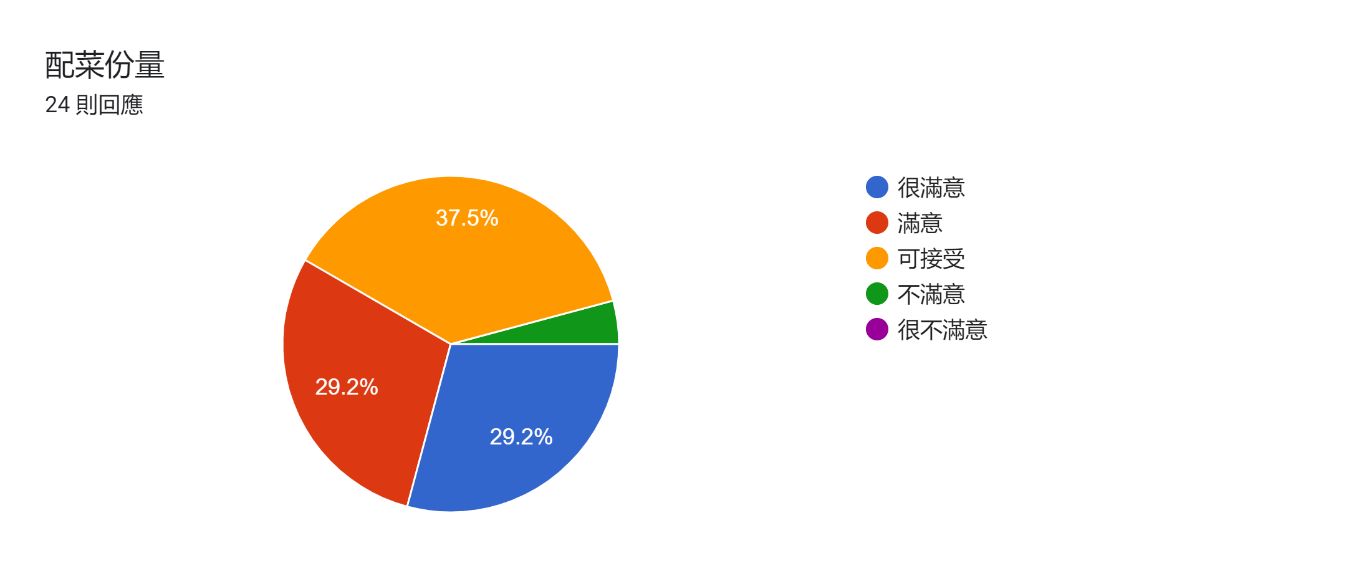 配菜份量
24 則回應
37.5%
29.2%
29.2%
很滿意
滿意
可接受
不滿意
很不滿意